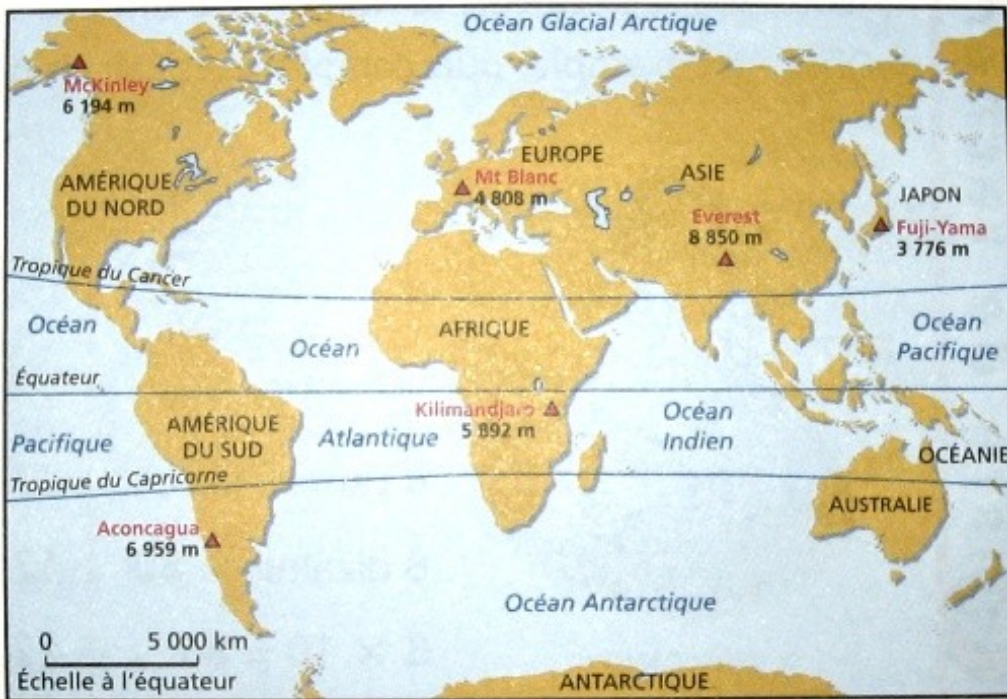 Océan Glacial Arctique
McKinley
6 194 m
EUROPE
Mt Blanc
4 808 m
ASIE
AMÉRIQUE
DU NORD
JAPON
Everest
8 850 m
Fuji-Yama
3 776 m
Tropique du Cancer
Océan
Océan
AFRIQUE
Océan
Pacifique
Équateur
Kilimandjaro
5 892 m
Océan
Indien
Pacifique
AMÉRIQUE
DU SUD
Atlantique
OCÉANIE
Tropique du Capricorne
AUSTRALIE
Aconcagua
6 959 m
Océan Antarctique
0 5 000 km
Échelle à l'équateur
ANTARCTIQUE